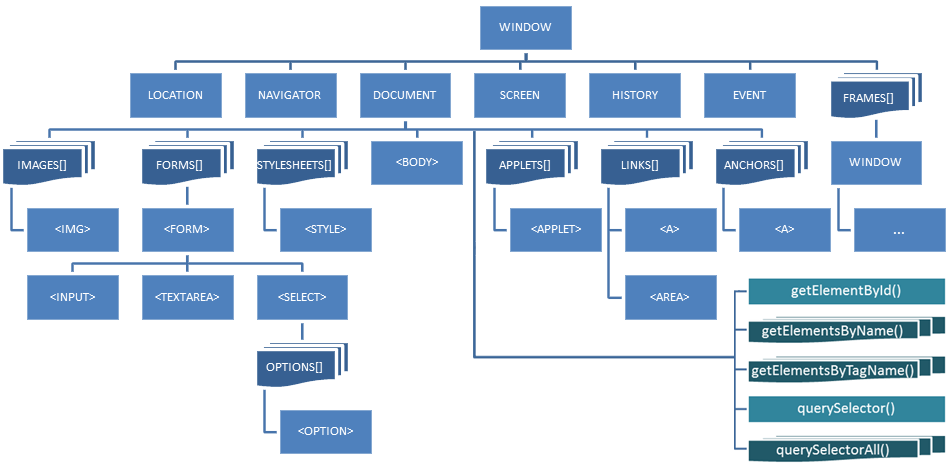 WINDOW
LOCATION
NAVIGATOR
DOCUMENT
SCREEN
HISTORY
EVENT
FRAMES[]
IMAGES[]
FORMS[]
STYLESHEETS[]
<BODY>
APPLETS[]
LINKS[]
ANCHORS[]
WINDOW
<IMG>
<FORM>
<STYLE>
<APPLET>
<A>
<A>
...
<INPUT>
<TEXTAREA>
<SELECT>
<AREA>
getElementById()
getElementsByName()
OPTIONS[]
getElementsByTagName()
querySelector()
<OPTION>
querySelectorAll()